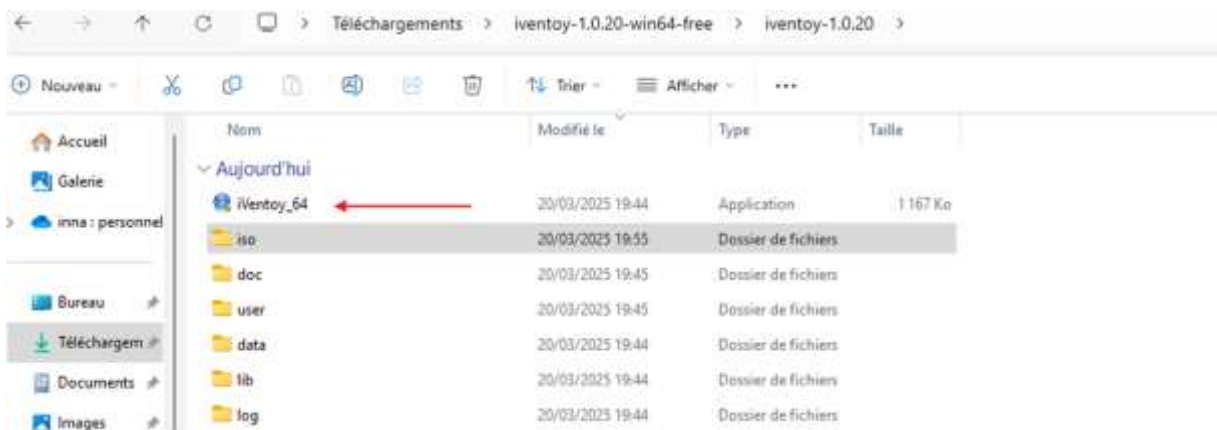 Téléchargements > iventoy-1.0.20-win64-free > iventoy-1.0.20 >
Nouveau Trier Afficher ...
Nom Modifié le Type Taille
Accueil
Aujourd'hui
Galerie
iVentoy_64 20/03/2025 19:44 Application 1 167 Ko
inna : personnel
iso 20/03/2025 19:55 Dossier de fichiers
doc 20/03/2025 19:45 Dossier de fichiers
Bureau
user 20/03/2025 19:45 Dossier de fichiers
Téléchargem
data 20/03/2025 19:44 Dossier de fichiers
Documents
lib 20/03/2025 19:44 Dossier de fichiers
Images
log 20/03/2025 19:44 Dossier de fichiers